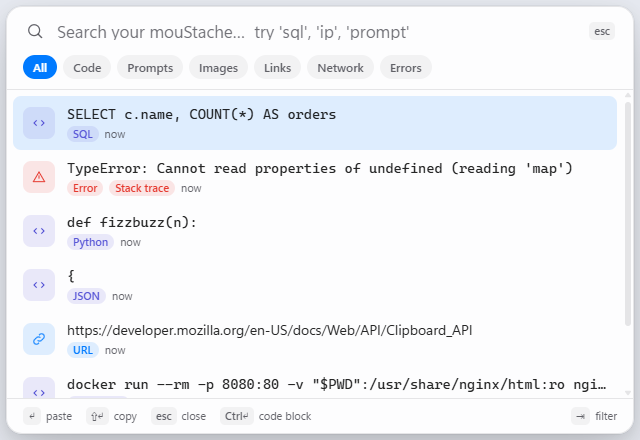 Search your mouStache... try 'sql', 'ip', 'prompt' esc
All Code Prompts Images Links Network Errors
SELECT c.name, COUNT(*) AS orders
SQL now
TypeError: Cannot read properties of undefined (reading 'map')
Error Stack trace now
def fizzbuzz(n):
Python now
{
JSON now
https://developer.mozilla.org/en-US/docs/Web/API/Clipboard_API
URL now
docker run --rm -p 8080:80 -v "$PWD":/usr/share/nginx/html:ro ngi…
↵ paste ⇧↵ copy esc close Ctrl↵ code block ⇥ filter